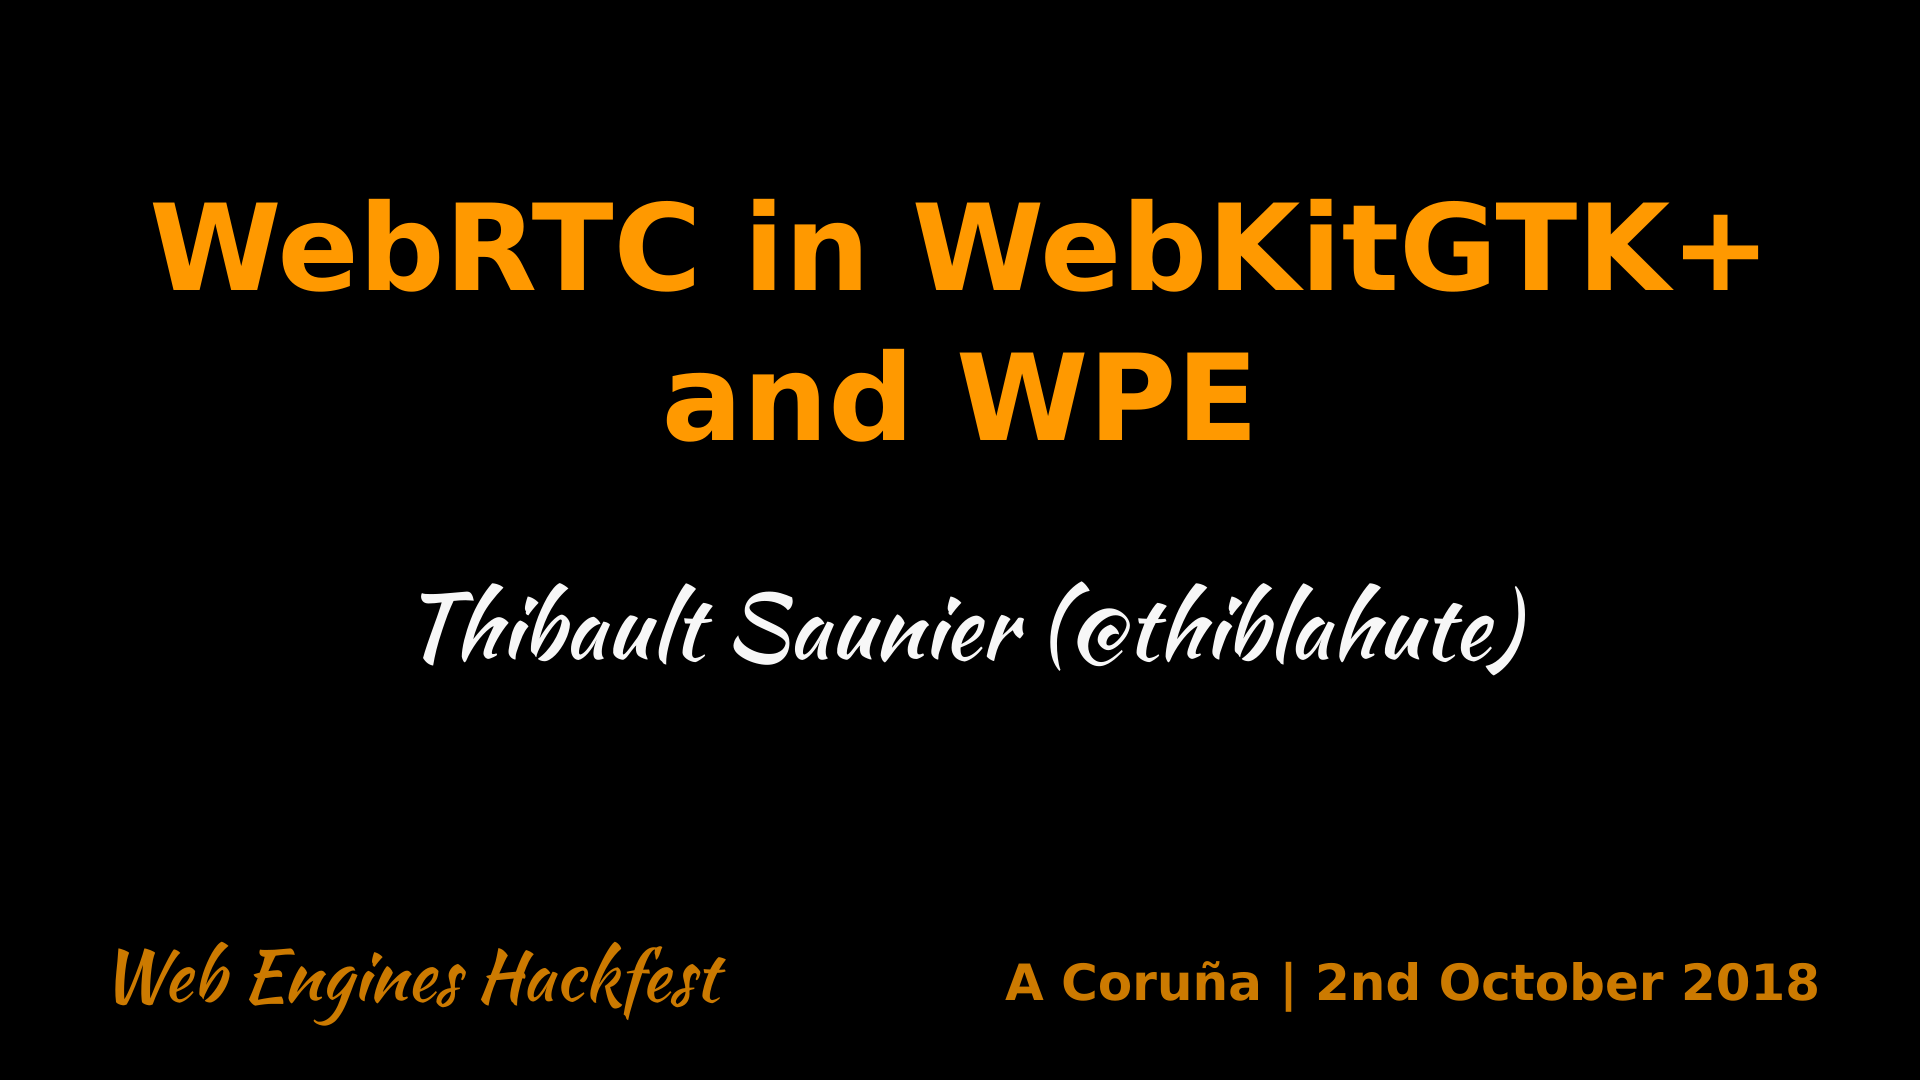 WebRTC in WebKitGTK+
and WPE
Thibault Saunier (@thiblahute)
Web Engines Hackfest
A Coruña | 2nd October 2018